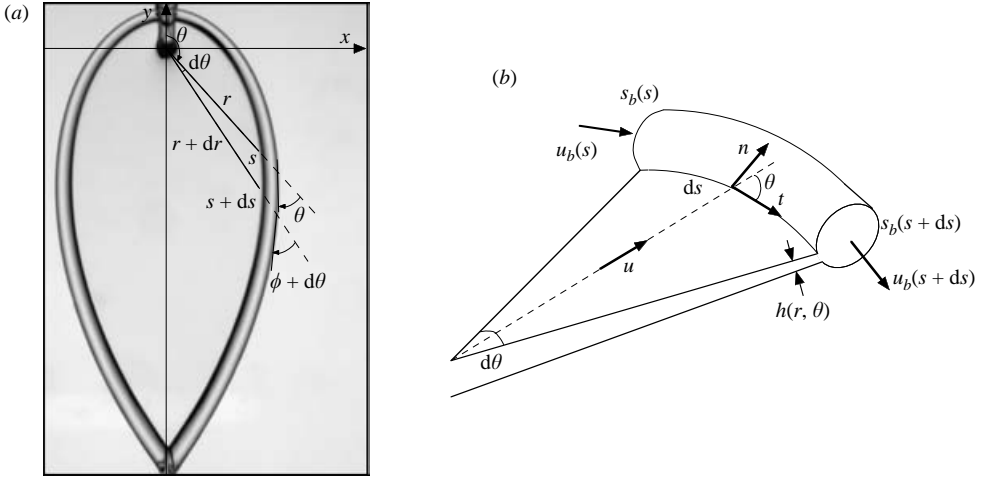 (a)
y
x
θ
dθ
r
r + dr
s
s + ds
θ
ϕ + dθ
(b)
s_b(s)
u_b(s)
n
ds
θ
t
s_b(s + ds)
u
u_b(s + ds)
h(r, θ)
dθ